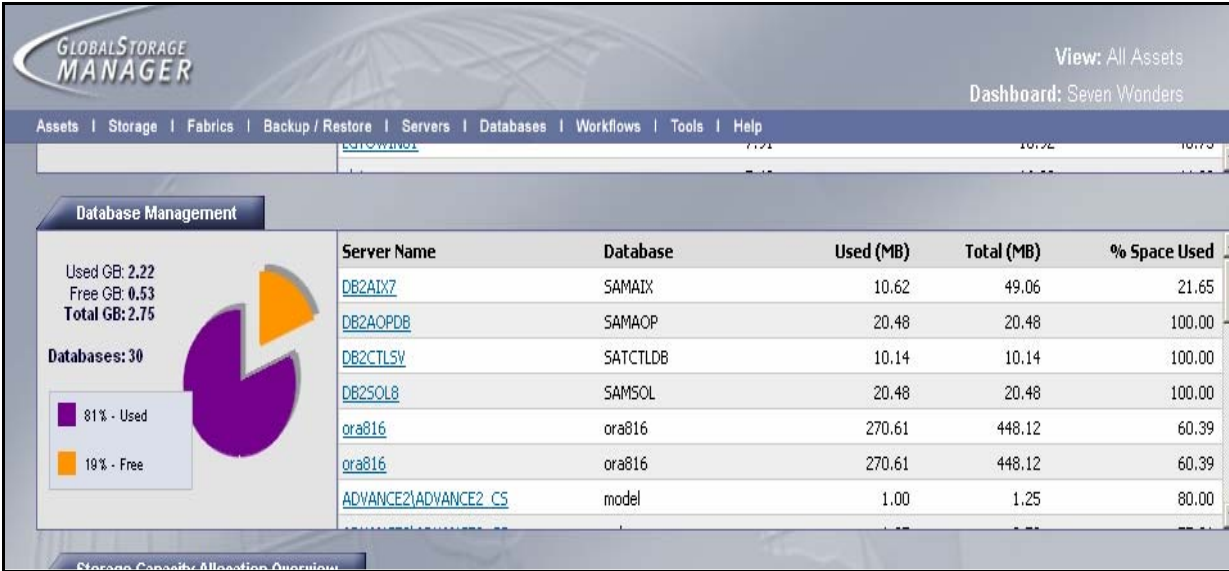 GLOBALSTORAGE
MANAGER
View: All Assets
Dashboard: Seven Wonders
Assets | Storage | Fabrics | Backup / Restore | Servers | Databases | Workflows | Tools | Help
Database Management
Used GB: 2.22
Free GB: 0.53
Total GB: 2.75
Databases: 30
81% - Used
19% - Free
Server Name Database Used (MB) Total (MB) % Space Used
DB2AIX7 SAMAIX 10.62 49.06 21.65
DB2AOPDB SAMAOP 20.48 20.48 100.00
DB2CTLSV SATCTLDB 10.14 10.14 100.00
DB2SOL8 SAMSOL 20.48 20.48 100.00
ora816 ora816 270.61 448.12 60.39
ora816 ora816 270.61 448.12 60.39
ADVANCE2\ADVANCE2_CS model 1.00 1.25 80.00
Storage Capacity Allocation Overview